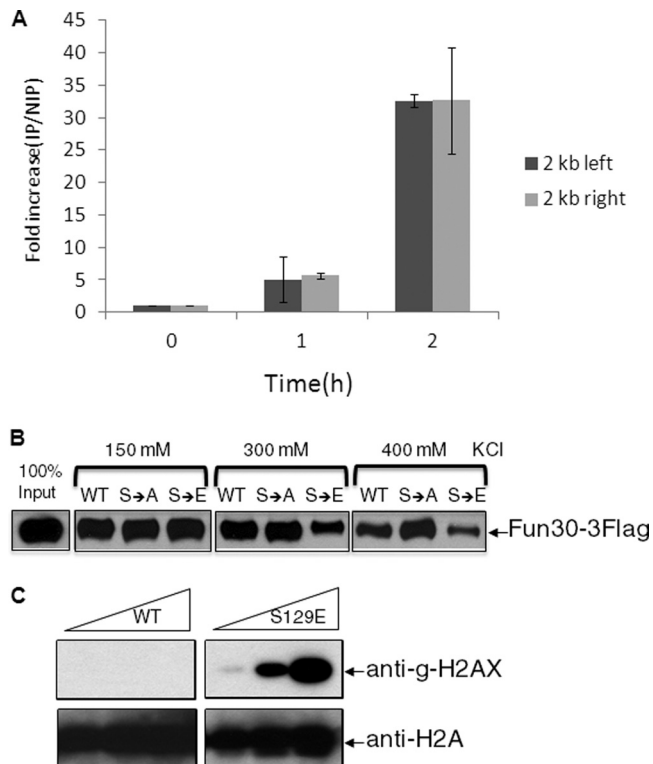 A
Fold increase(IP/NIP)
45
40
35
30
25
20
15
10
5
0
0 1 2
Time(h)
2 kb left
2 kb right
B
150 mM 300 mM 400 mM KCl
100%
Input
WT S→A S→E WT S→A S→E WT S→A S→E
Fun30-3Flag
C
WT S129E
anti-g-H2AX
anti-H2A